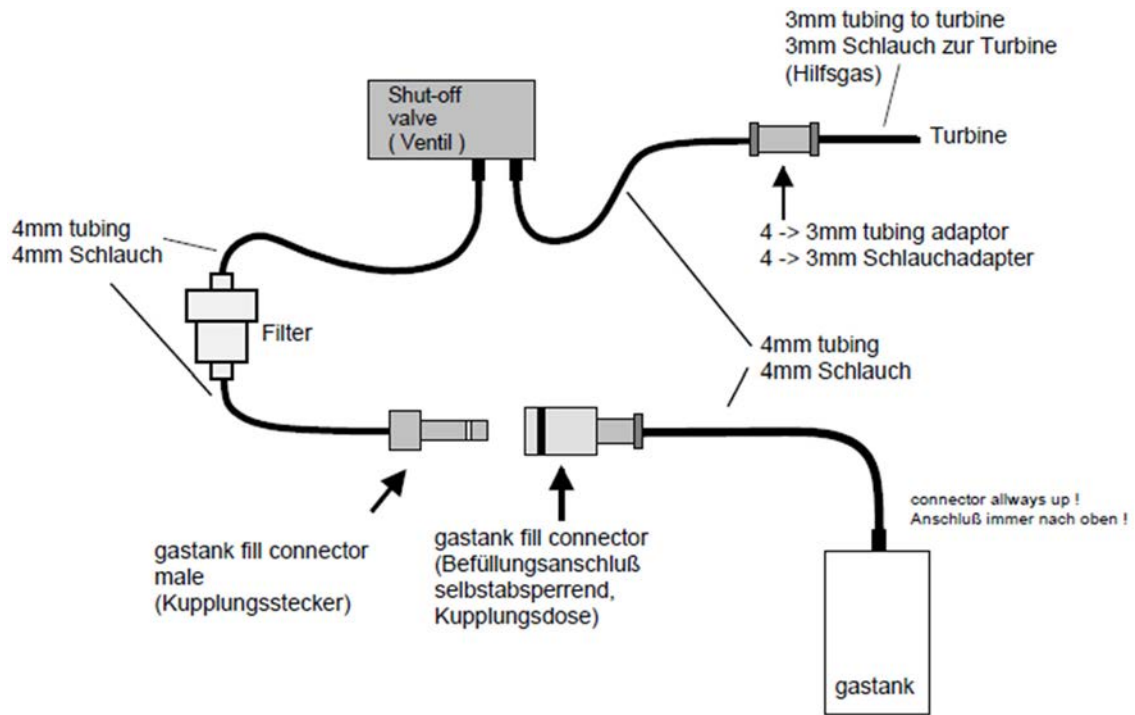 3mm tubing to turbine
3mm Schlauch zur Turbine
(Hilfsgas)
Shut-off
valve
( Ventil )
Turbine
4mm tubing
4mm Schlauch
4 -> 3mm tubing adaptor
4 -> 3mm Schlauchadapter
Filter
4mm tubing
4mm Schlauch
connector allways up !
Anschluß immer nach oben !
gastank fill connector
male
(Kupplungsstecker)
gastank fill connector
(Befüllungsanschluß
selbstabsperrend,
Kupplungsdose)
gastank